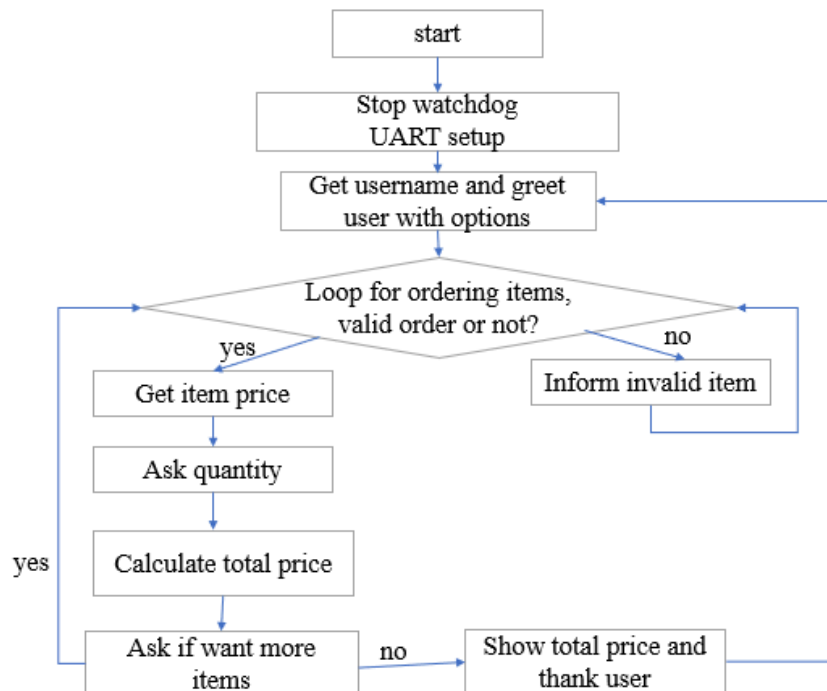 start
Stop watchdog
UART setup
Get username and greet
user with options
Loop for ordering items,
valid order or not?
yes
no
Get item price
Inform invalid item
Ask quantity
Calculate total price
yes
Ask if want more
items
no
Show total price and
thank user